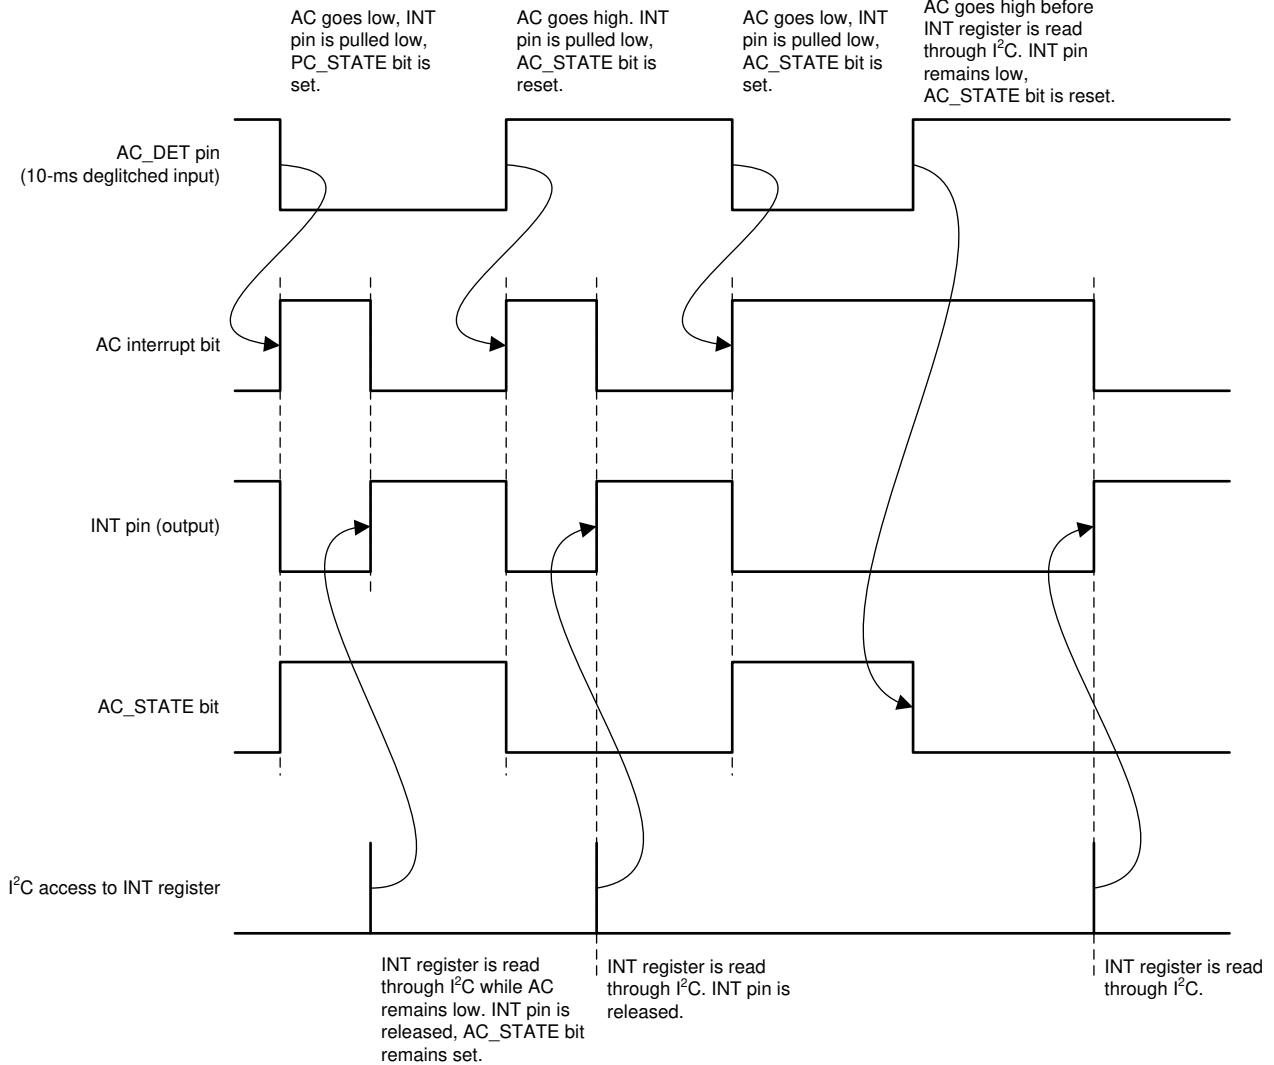 AC goes low, INT
pin is pulled low,
PC_STATE bit is
set.
AC goes high. INT
pin is pulled low,
AC_STATE bit is
reset.
AC goes low, INT
pin is pulled low,
AC_STATE bit is
set.
AC goes high before
INT register is read
through I²C. INT pin
remains low,
AC_STATE bit is reset.
AC_DET pin
(10-ms deglitched input)
AC interrupt bit
INT pin (output)
AC_STATE bit
I²C access to INT register
INT register is read
through I²C while AC
remains low. INT pin is
released, AC_STATE bit
remains set.
INT register is read
through I²C. INT pin is
released.
INT register is read
through I²C.